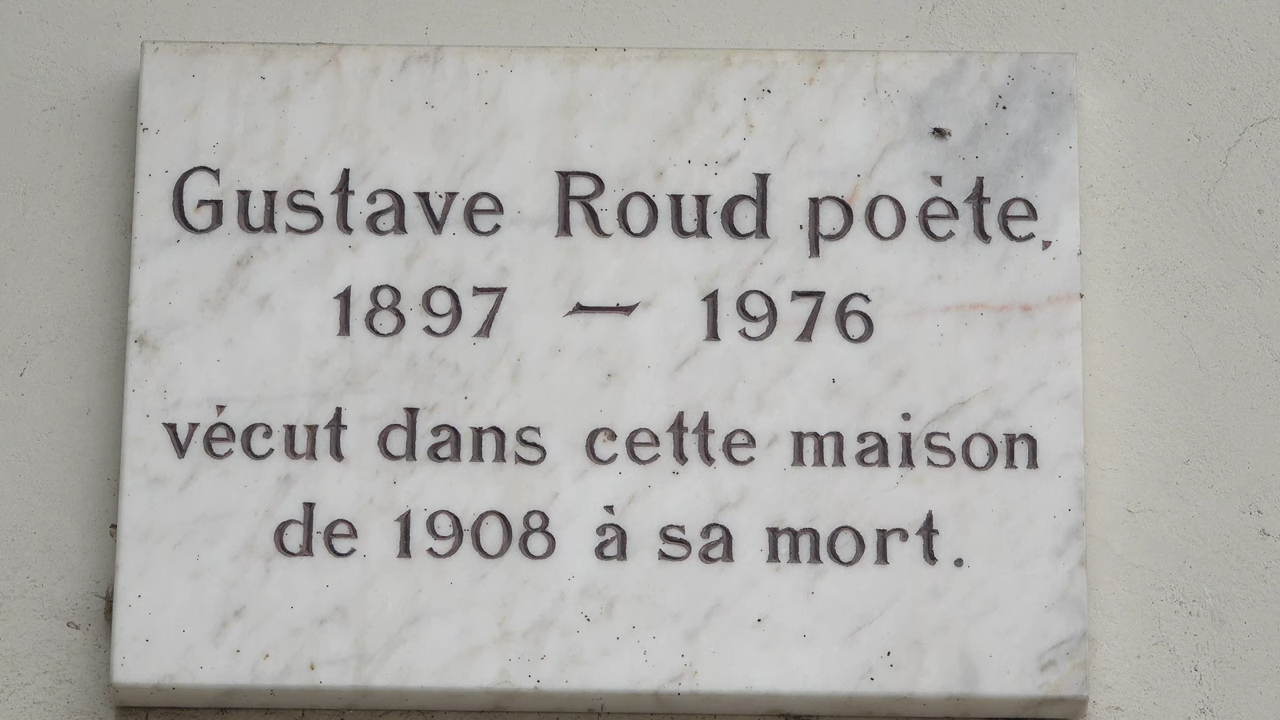 Gustave Roud poète,
1897 — 1976
vécut dans cette maison
de 1908 à sa mort.